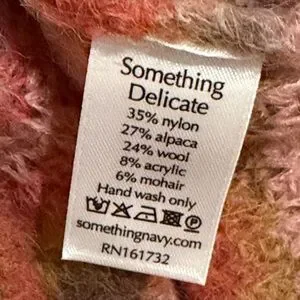 Something
Delicate
35% nylon
27% alpaca
24% wool
8% acrylic
6% mohair
Hand wash only
P
somethingnavy.com
RN161732